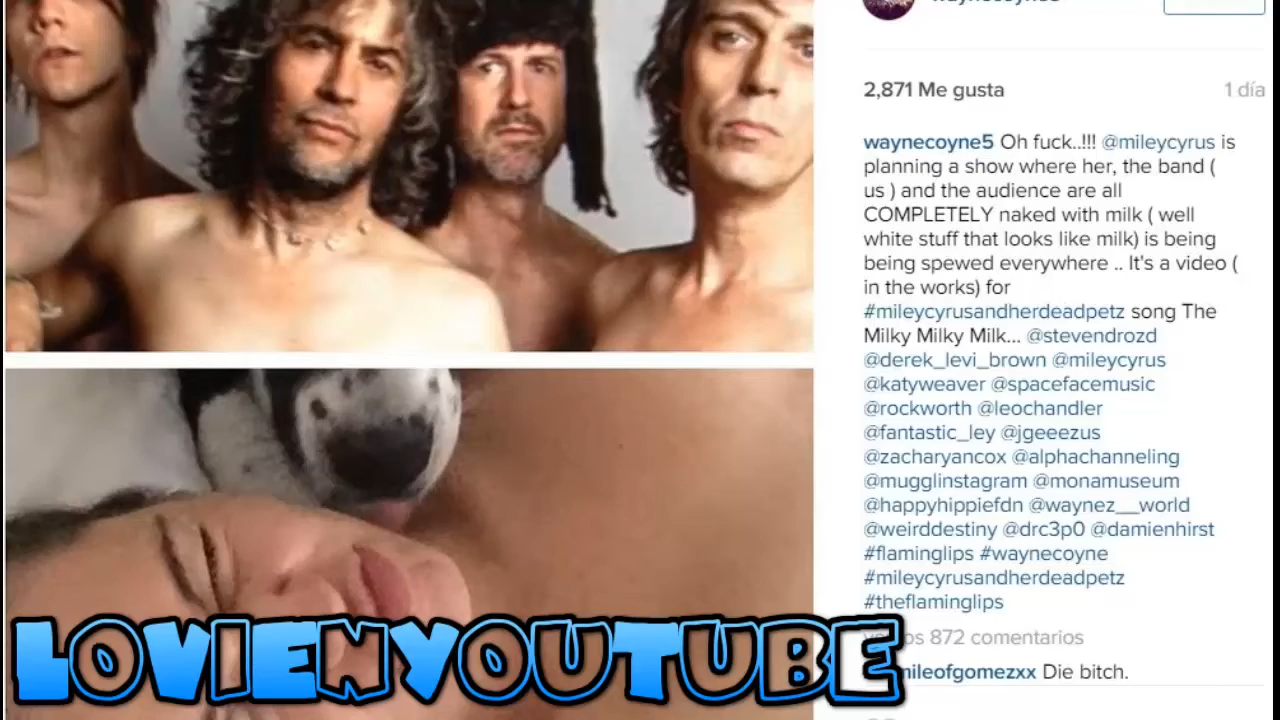 2,871 Me gusta 1 día
waynecoyne5 Oh fuck..!!! @mileycyrus is
planning a show where her, the band (
us ) and the audience are all
COMPLETELY naked with milk ( well
white stuff that looks like milk) is being
being spewed everywhere .. It's a video (
in the works) for
#mileycyrusandherdeadpetz song The
Milky Milky Milk... @stevendrozd
@derek_levi_brown @mileycyrus
@katyweaver @spacefacemusic
@rockworth @leochandler
@fantastic_ley @jgeeezus
@zacharyancox @alphachanneling
@mugglinstagram @monamuseum
@happyhippiefdn @waynez__world
@weirddestiny @drc3p0 @damienhirst
#flaminglips #waynecoyne
#mileycyrusandherdeadpetz
#theflaminglips
872 comentarios
mileofgomezxx Die bitch.
LOVIENYOUTUBE